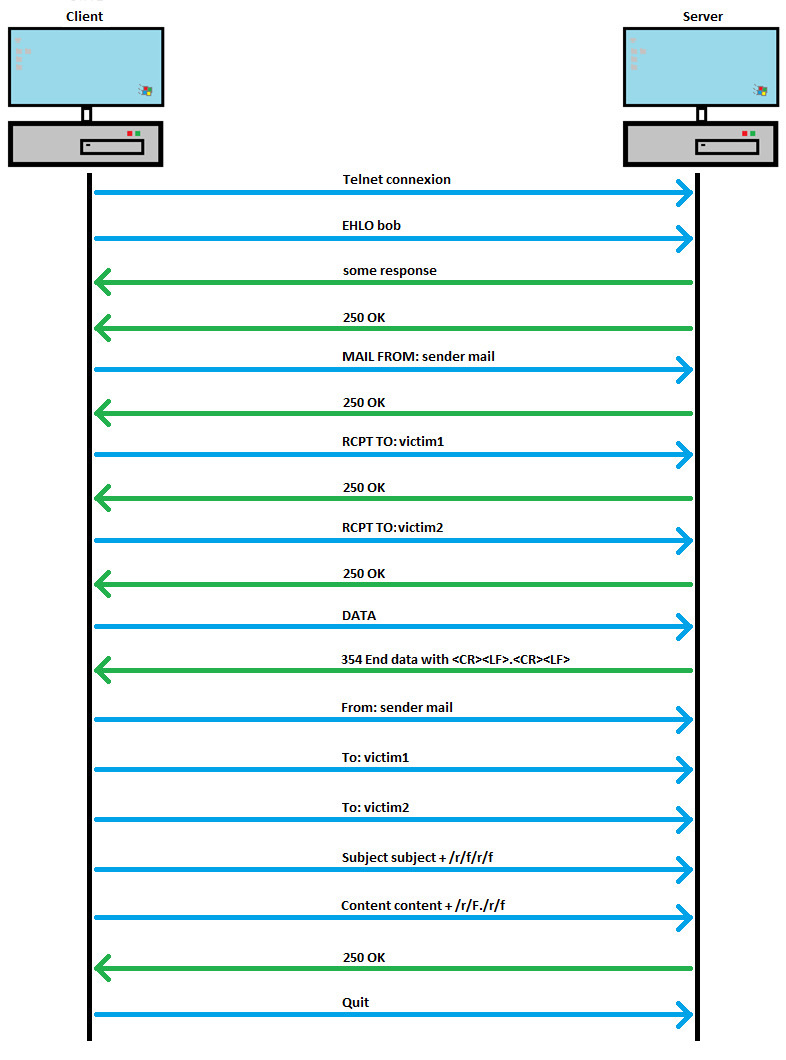 Client
Server
Telnet connexion
EHLO bob
some response
250 OK
MAIL FROM: sender mail
250 OK
RCPT TO: victim1
250 OK
RCPT TO: victim2
250 OK
DATA
354 End data with <CR><LF>.<CR><LF>
From: sender mail
To: victim1
To: victim2
Subject subject + /r/f/r/f
Content content + /r/F./r/f
250 OK
Quit